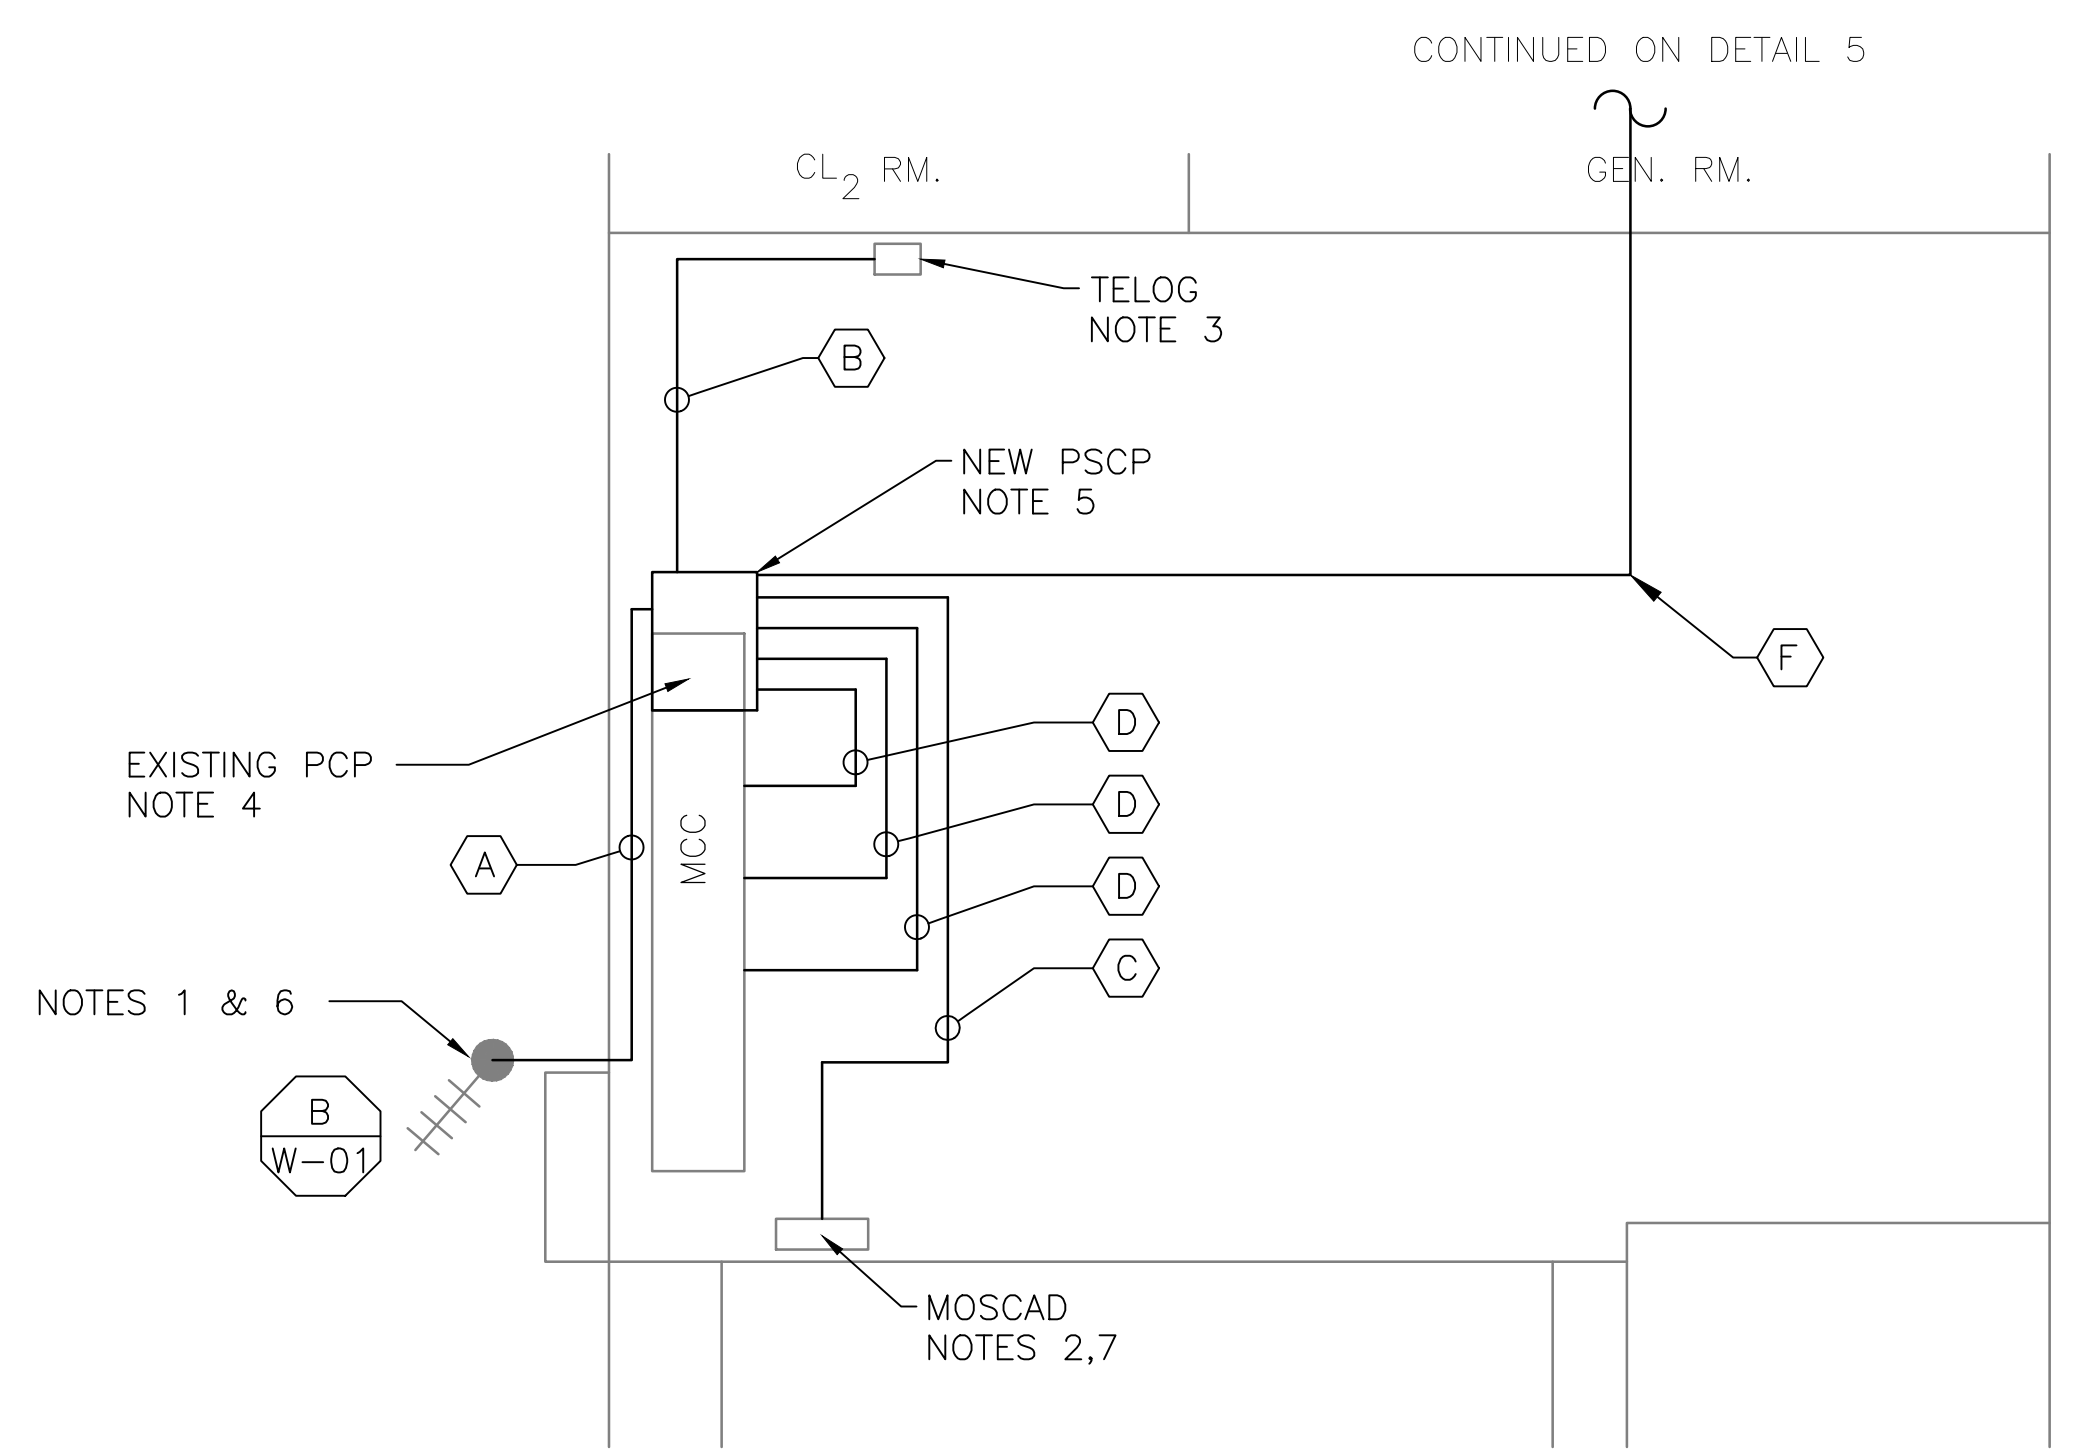 CONTINUED ON DETAIL 5
CL2 RM.
GEN. RM.
TELOG
NOTE 3
B
NEW PSCP
NOTE 5
F
D
EXISTING PCP
NOTE 4
D
MCC
A
D
C
NOTES 1 & 6
B
W-01
MOSCAD
NOTES 2,7